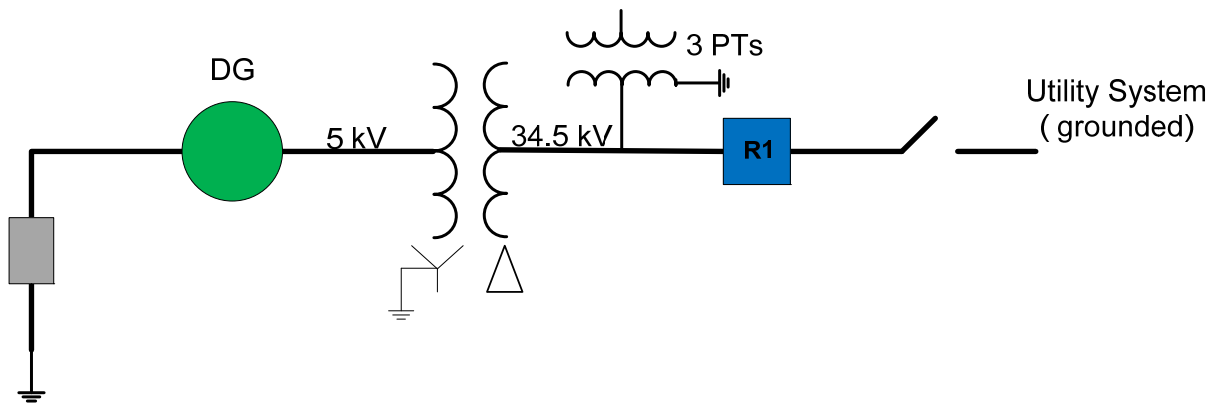 DG
3 PTs
5 kV
34.5 kV
R1
Utility System
( grounded)